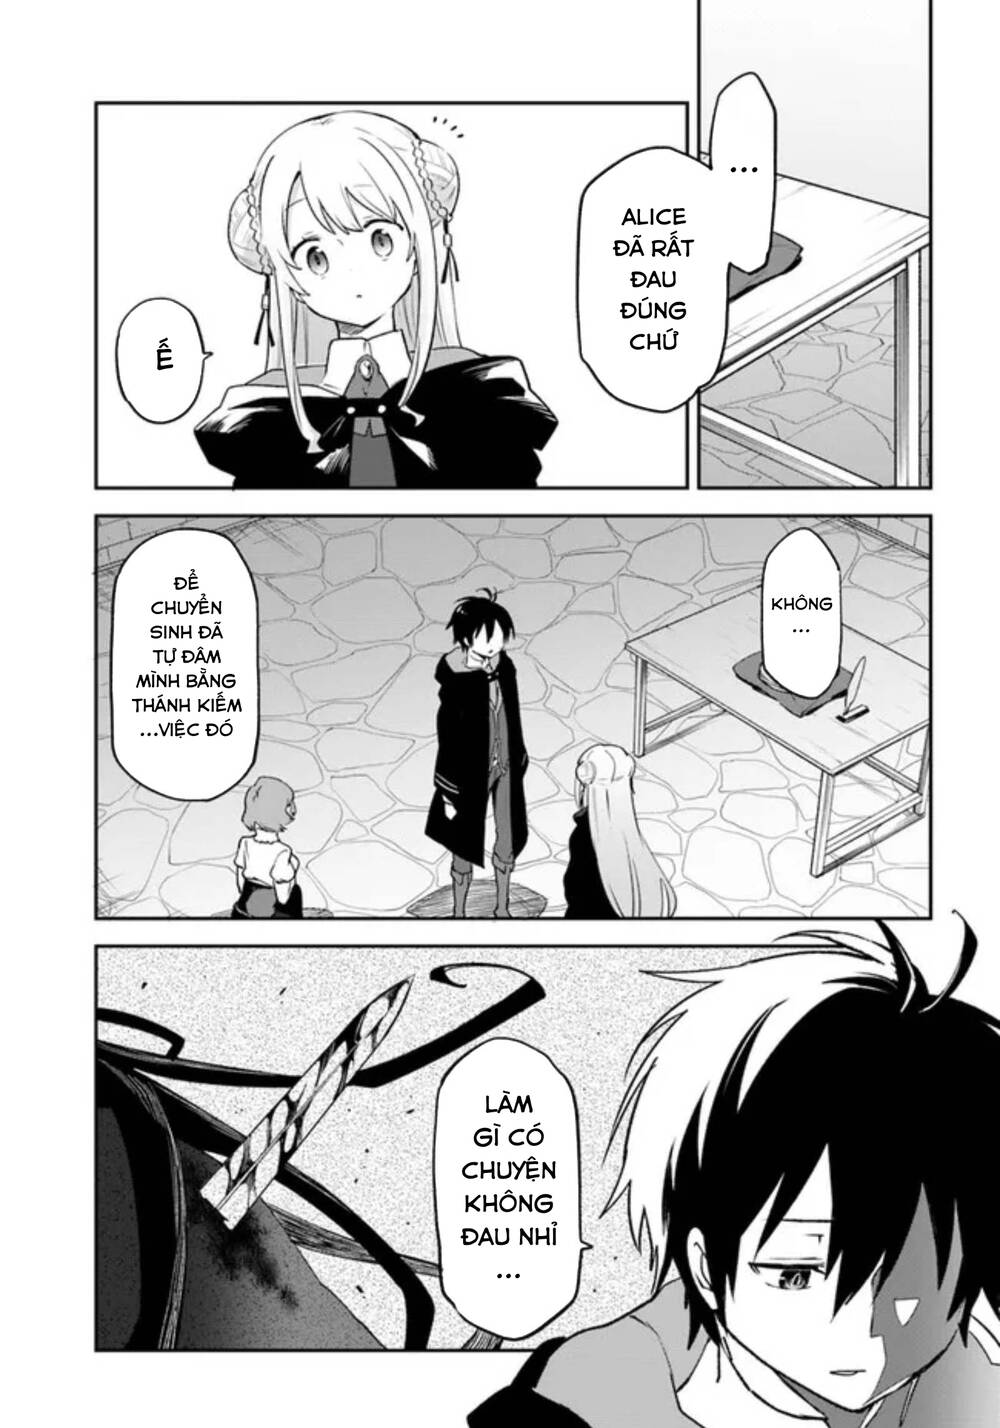 ...
ALICE
ĐÃ RẤT
ĐAU
ĐÚNG
CHỨ
Ế
KHÔNG
...
ĐỂ
CHUYỂN
SINH ĐÃ
TỰ ĐÂM
MÌNH BẰNG
THÁNH KIẾM
...VIỆC ĐÓ
LÀM
GÌ CÓ
CHUYỆN
KHÔNG
ĐAU NHỈ
...